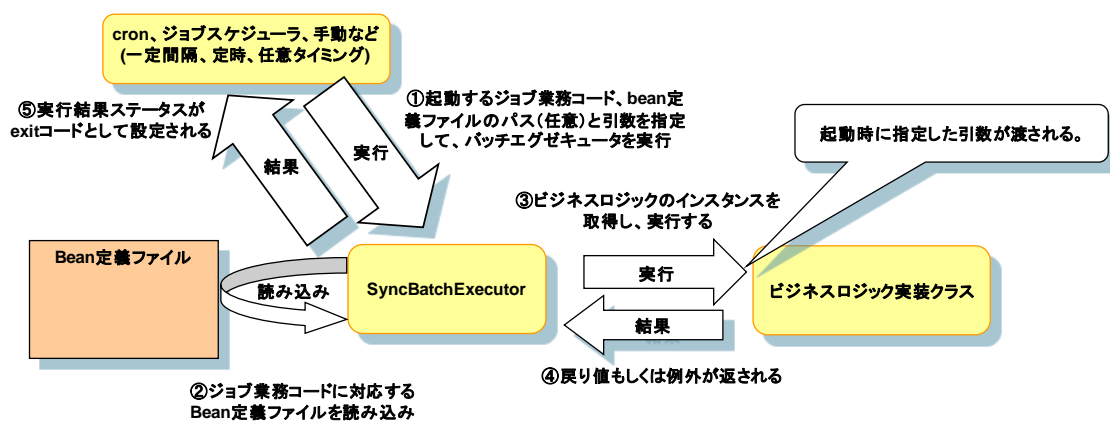 cron、ジョブスケジューラ、手動など
(一定間隔、定時、任意タイミング)
⑤実行結果ステータスが
exitコードとして設定される
①起動するジョブ業務コード、bean定
義ファイルのパス（任意）と引数を指定
して、バッチエグゼキュータを実行
結果
実行
起動時に指定した引数が渡される。
③ビジネスロジックのインスタンスを
取得し、実行する
Bean定義ファイル
読み込み
SyncBatchExecutor
実行
結果
ビジネスロジック実装クラス
④戻り値もしくは例外が返される
②ジョブ業務コードに対応する
Bean定義ファイルを読み込み